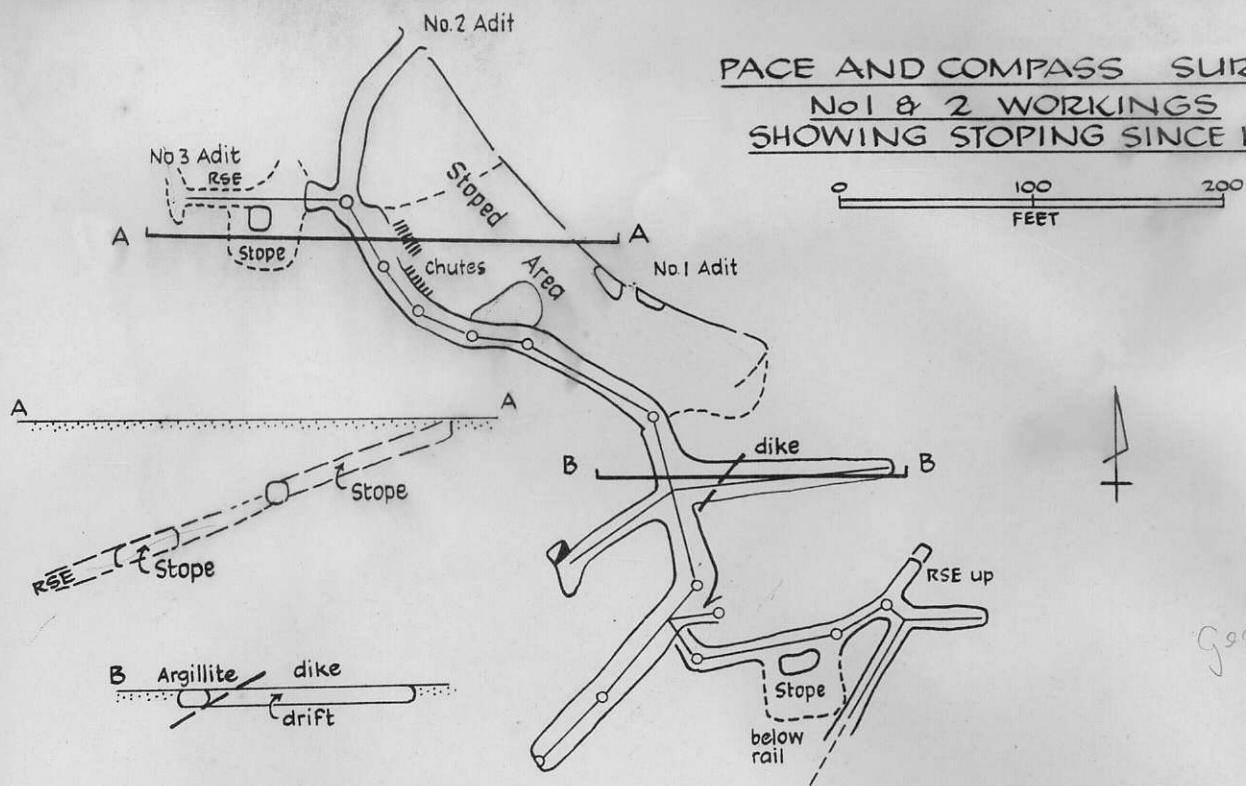 No.2 Adit
PACE AND COMPASS
No 1 & 2 WORKINGS
SHOWING STOPING SINCE
0 100 200
FEET
No 3 Adit
RSE
Stoped
Area
A A
Stope
chutes
No.1 Adit
A A
Stope
Stope
RSE
dike
B B
RSE up
B Argillite dike
drift
Stope
below
rail